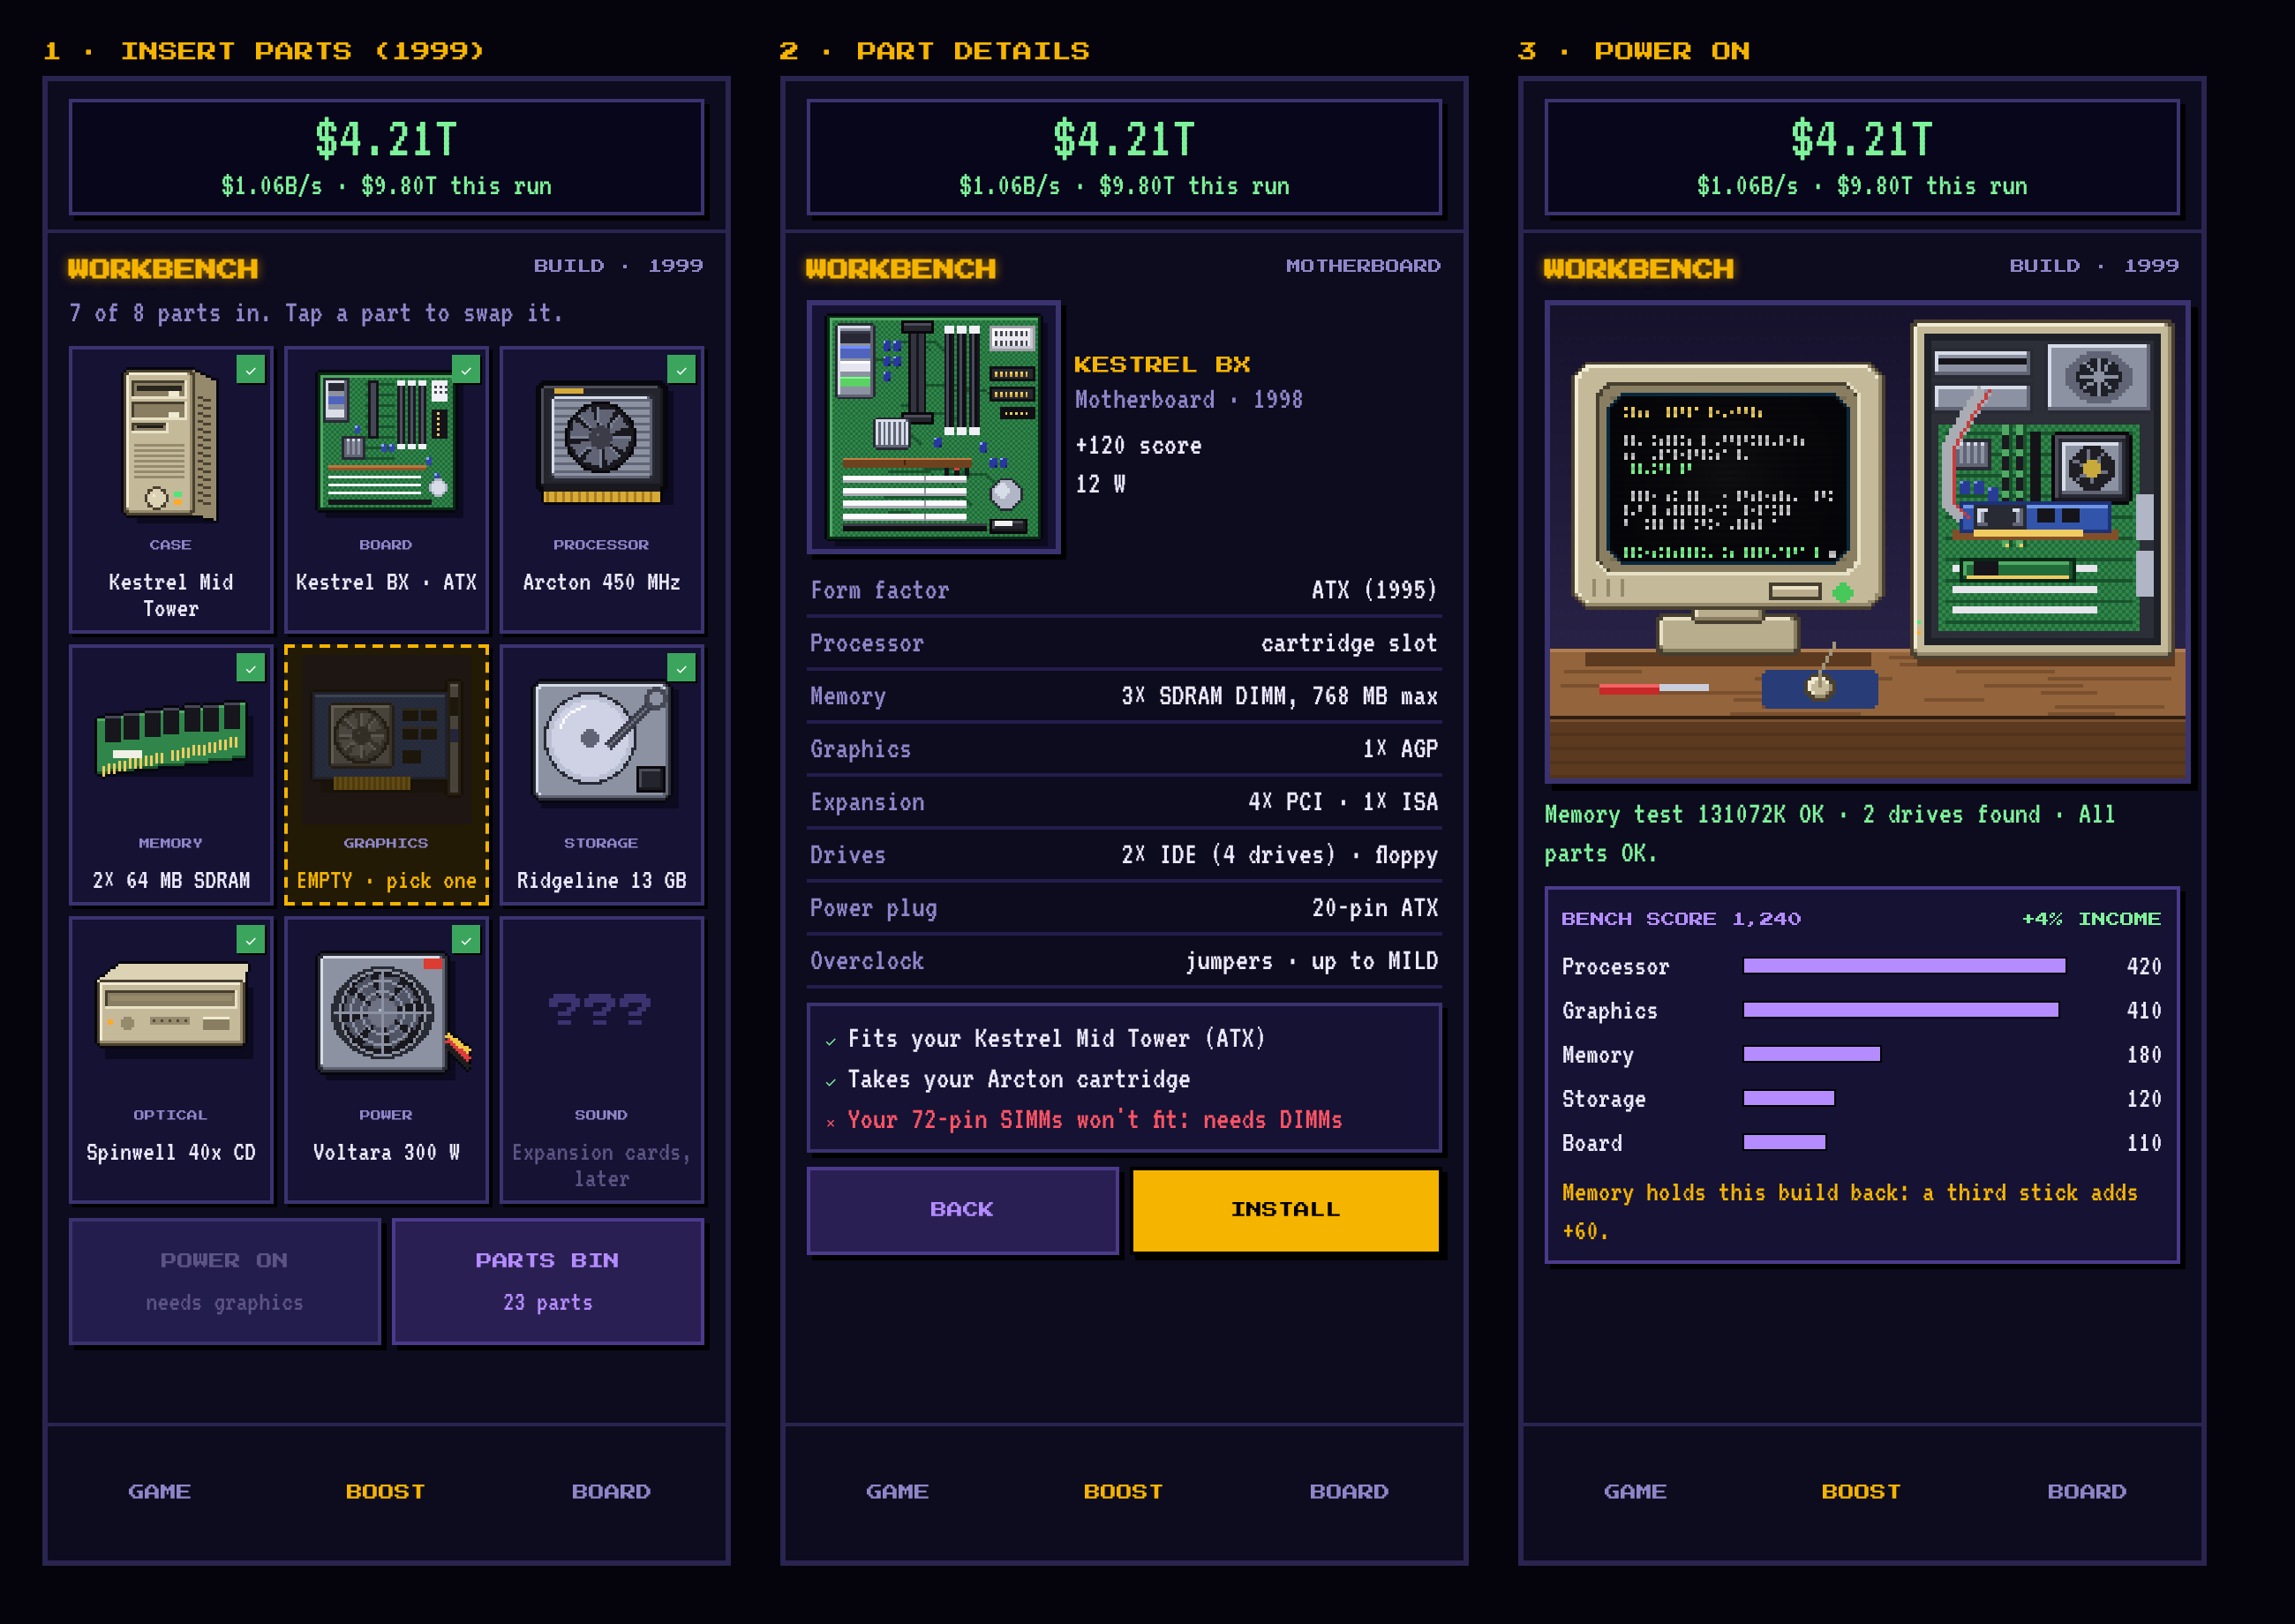 1 · INSERT PARTS (1999)
$4.21T
$1.06B/s · $9.80T this run
WORKBENCH
BUILD · 1999
7 of 8 parts in. Tap a part to swap it.
CASE
Kestrel Mid
Tower
BOARD
Kestrel BX · ATX
PROCESSOR
Arcton 450 MHz
MEMORY
2X 64 MB SDRAM
GRAPHICS
EMPTY · pick one
STORAGE
Ridgeline 13 GB
OPTICAL
Spinwell 40x CD
POWER
Voltara 300 W
???
SOUND
Expansion cards,
later
POWER ON
needs graphics
PARTS BIN
23 parts
GAME
BOOST
BOARD
2 · PART DETAILS
$4.21T
$1.06B/s · $9.80T this run
WORKBENCH
MOTHERBOARD
KESTREL BX
Motherboard · 1998
+120 score
12 W
Form factor
ATX (1995)
Processor
cartridge slot
Memory
3X SDRAM DIMM, 768 MB max
Graphics
1X AGP
Expansion
4X PCI · 1X ISA
Drives
2X IDE (4 drives) · floppy
Power plug
20-pin ATX
Overclock
jumpers · up to MILD
✓ Fits your Kestrel Mid Tower (ATX)
✓ Takes your Arcton cartridge
✕ Your 72-pin SIMMs won't fit: needs DIMMs
BACK
INSTALL
GAME
BOOST
BOARD
3 · POWER ON
$4.21T
$1.06B/s · $9.80T this run
WORKBENCH
BUILD · 1999
Memory test 131072K OK · 2 drives found · All
parts OK.
BENCH SCORE 1,240
+4% INCOME
Processor
420
Graphics
410
Memory
180
Storage
120
Board
110
Memory holds this build back: a third stick adds
+60.
GAME
BOOST
BOARD